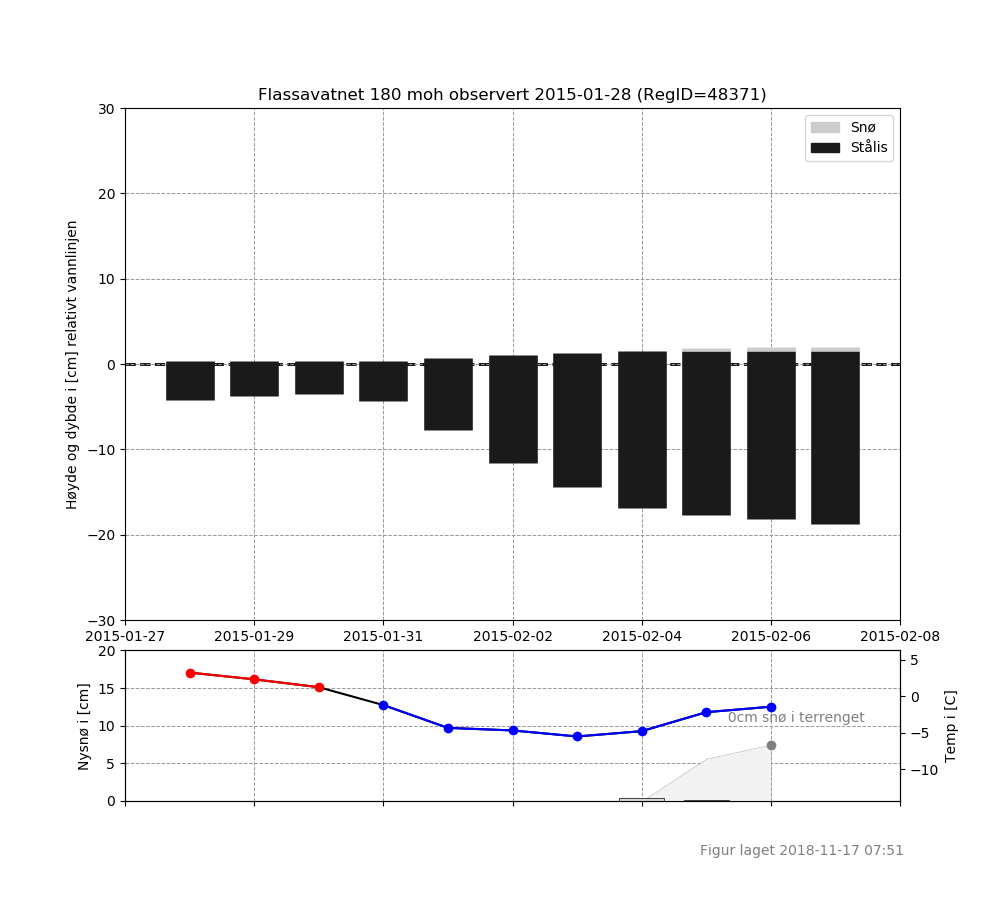 Flassavatnet 180 moh observert 2015-01-28 (RegID=48371)
Snø
Stålis
Høyde og dybde i [cm] relativt vannlinjen
30
20
10
0
−10
−20
−30
2015-01-27 2015-01-29 2015-01-31 2015-02-02 2015-02-04 2015-02-06 2015-02-08
Nysnø i [cm]
20
15
10
5
0
0cm snø i terrenget
5
0
−5
−10
Temp i [C]
Figur laget 2018-11-17 07:51